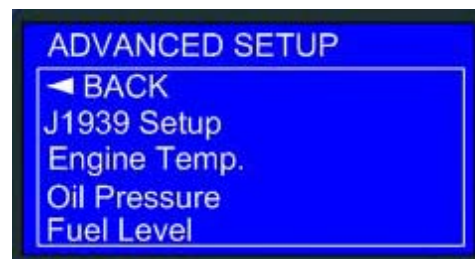 ADVANCED SETUP
◄ BACK
J1939 Setup
Engine Temp.
Oil Pressure
Fuel Level